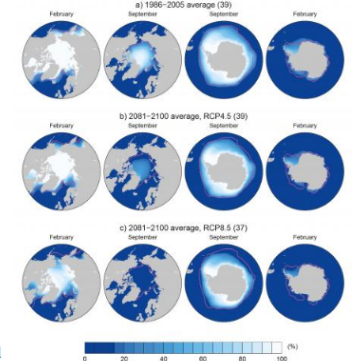 a) 1986−2005 average (39)
February September September February
b) 2081−2100 average, RCP4.5 (39)
February September September February
c) 2081−2100 average, RCP8.5 (37)
February September September February
0 20 40 60 80 100 (%)